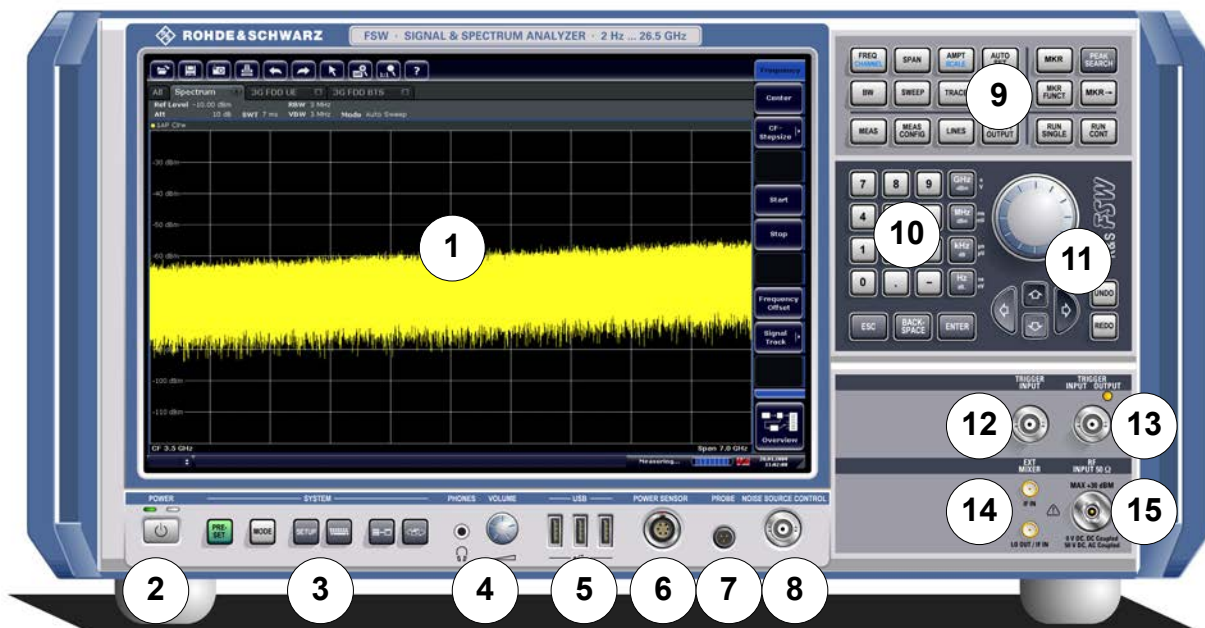 ROHDE&SCHWARZ FSW · SIGNAL & SPECTRUM ANALYZER · 2 Hz ... 26.5 GHz
1:1 ?
All Spectrum 3G FDD UE 3G FDD BTS
Ref Level -10.00 dBm RBW 3 MHz
Att 10 dB SWT 7 ms VBW 3 MHz Mode Auto Sweep
1AP Clrw
-30 dBm
-40 dBm
-50 dBm
-60 dBm
-100 dBm
-110 dBm
CF 3.5 GHz Span 7.0 GHz
Measuring...
Frequency
Center
CF-
Stepsize
Start
Stop
Frequency
Offset
Signal
Track
Overview
1
FREQ
CHANNEL
SPAN
AMPT
SCALE
AUTO
MKR
PEAK
SEARCH
BW
SWEEP
TRACE
MKR
FUNCT
MKR→
MEAS
MEAS
CONFIG
LINES
OUTPUT
RUN
SINGLE
RUN
CONT
9
7 8 9 GHz
dBm
4 MHz
dBm
1 kHz
dB
0 . - Hz
ESC
BACK-
SPACE
ENTER
10
R&S FSW
11
UNDO
REDO
TRIGGER
INPUT
TRIGGER
INPUT OUTPUT
12
13
EXT
MIXER
RF
INPUT 50 Ω
MAX +30 dBM
IF IN
LO OUT / IF IN
0 V DC, DC Coupled
50 V DC, AC Coupled
14
15
POWER
SYSTEM
PHONES
VOLUME
USB
POWER SENSOR
PROBE
NOISE SOURCE CONTROL
PRE-
SET
MODE
SETUP
2
3
4
5
6
7
8